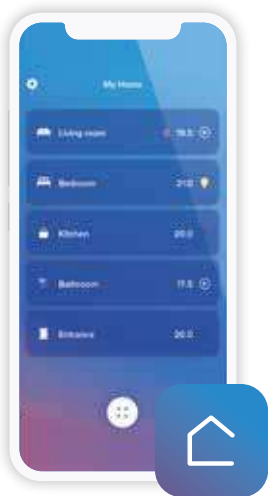 My Home
Living room 19.5
Bedroom 21.0
Kitchen 20.0
Bathroom 17.5
Entrance 20.0